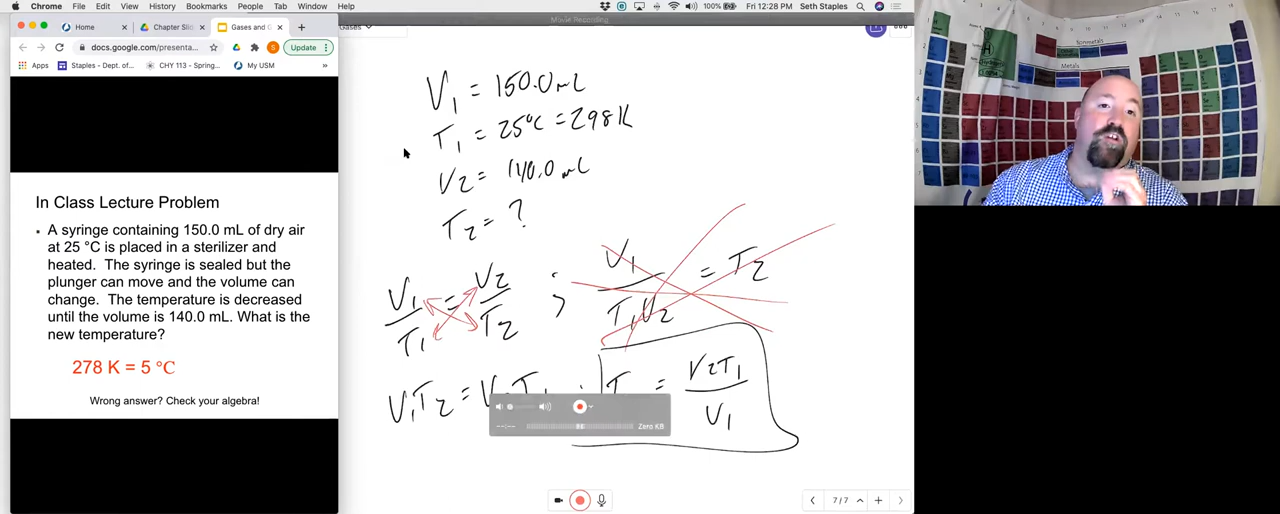 Chrome File Edit View History Bookmarks People Tab Window Help
100% Fri 12:28 PM Seth Staples
Movie Recording
Home Chapter Slid Gases and G
docs.google.com/presenta... Update
Apps Staples - Dept. of... CHY 113 - Spring... My USM
Gases
In Class Lecture Problem
• A syringe containing 150.0 mL of dry air
at 25 °C is placed in a sterilizer and
heated. The syringe is sealed but the
plunger can move and the volume can
change. The temperature is decreased
until the volume is 140.0 mL. What is the
new temperature?
278 K = 5 °C
Wrong answer? Check your algebra!
V1 = 150.0 mL
T1 = 25°C = 298 K
V2 = 140.0 mL
T2 = ?
V1/T1 = V2/T2 ; V1/T1V2 = T2
V1T2 = V T1 ; T = V2T1/V1
--:-- Zero KB
7/7
Metals